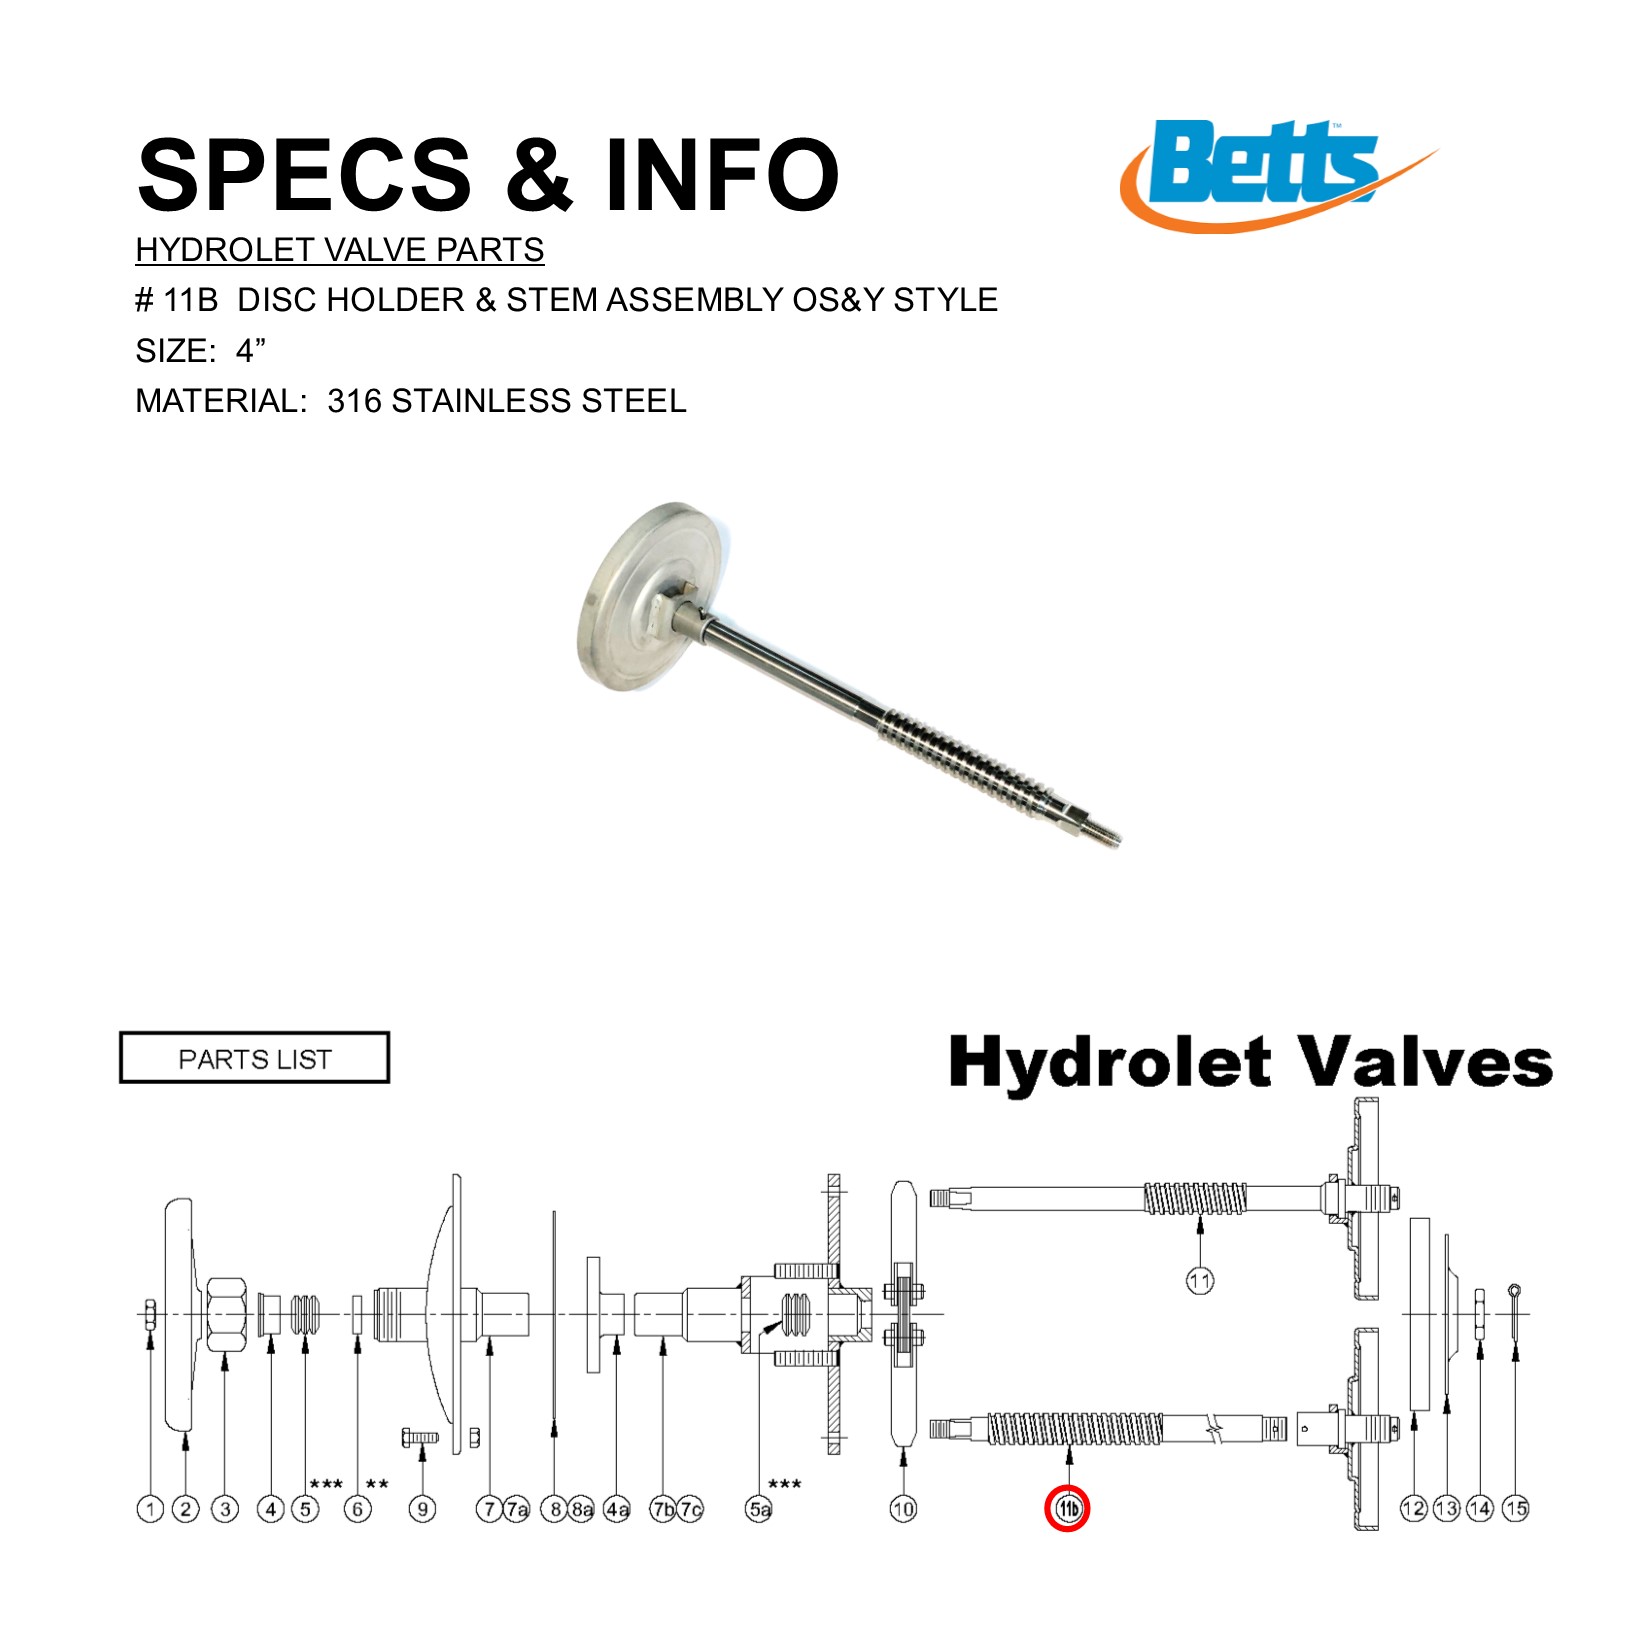 SPECS & INFO
Betts™
HYDROLET VALVE PARTS
# 11B DISC HOLDER & STEM ASSEMBLY OS&Y STYLE
SIZE: 4”
MATERIAL: 316 STAINLESS STEEL
PARTS LIST
Hydrolet Valves
11
*** ** ***
1 2 3 4 5 6 9 7 7a 8 8a 4a 7b 7c 5a 10 11b 12 13 14 15